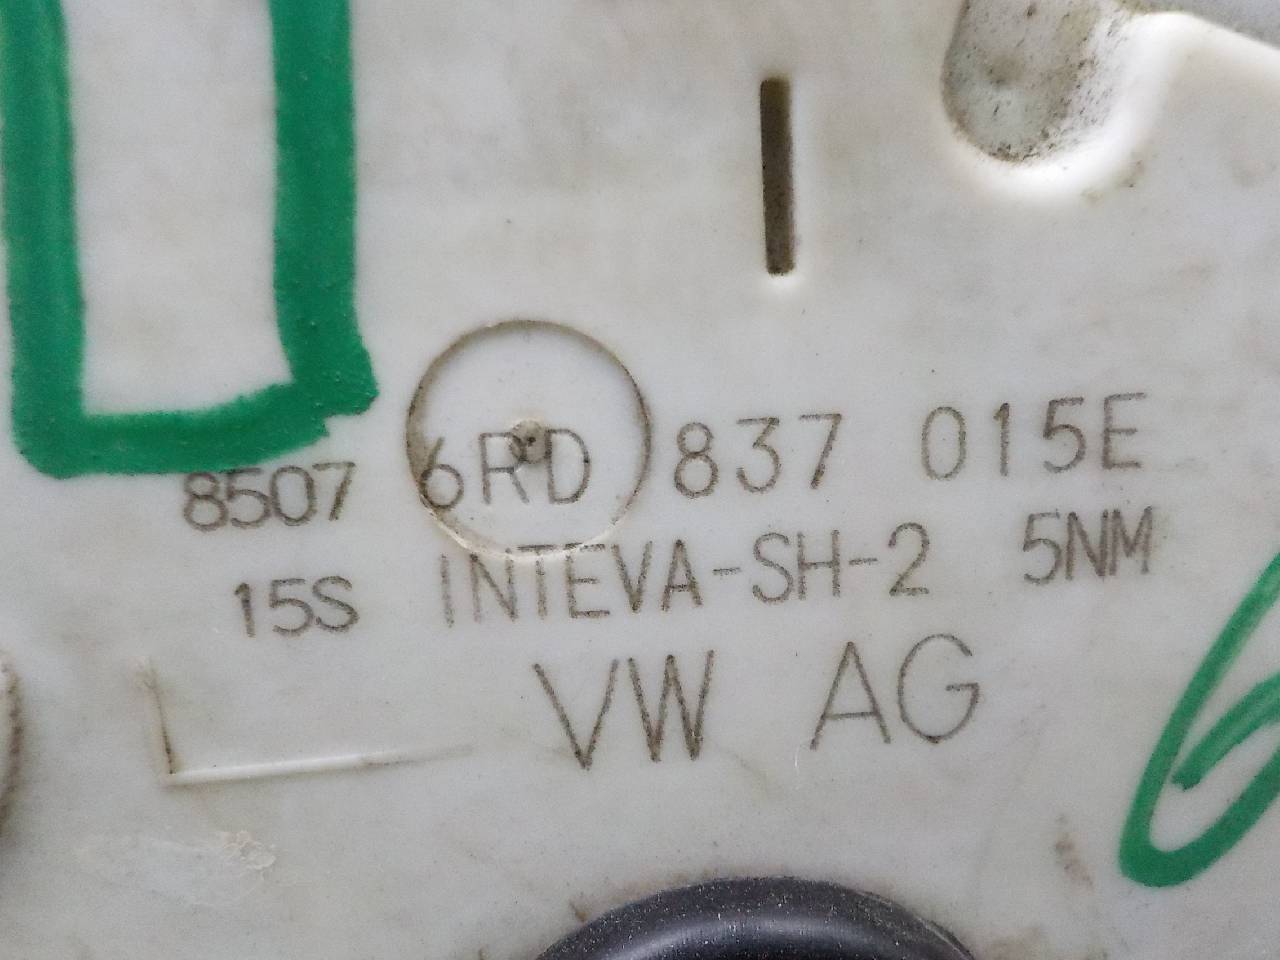 8507 6RD 837 015E
15S INTEVA-SH-2 5NM
VW AG